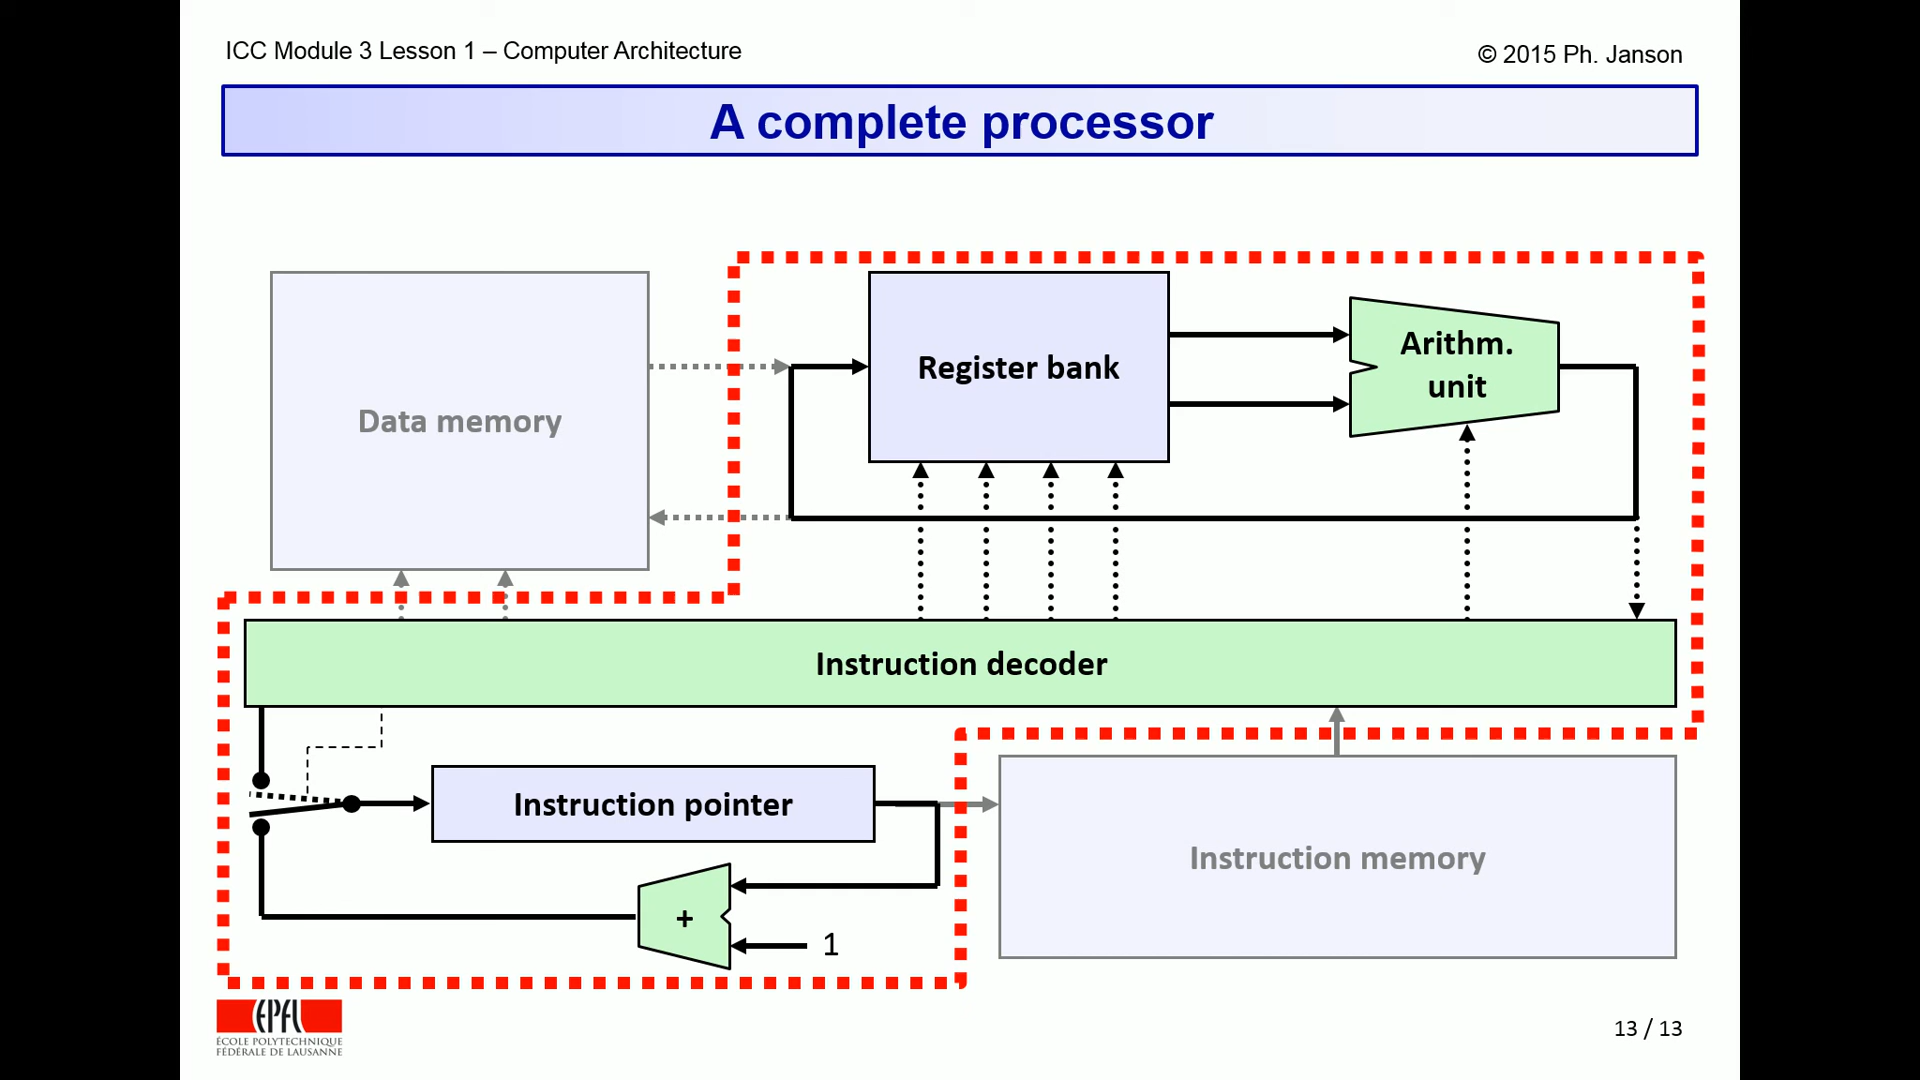 ICC Module 3 Lesson 1 – Computer Architecture
© 2015 Ph. Janson
A complete processor
Data memory
Register bank
Arithm.
unit
Instruction decoder
Instruction pointer
Instruction memory
+
1
EPFL
ÉCOLE POLYTECHNIQUE
FÉDÉRALE DE LAUSANNE
13 / 13